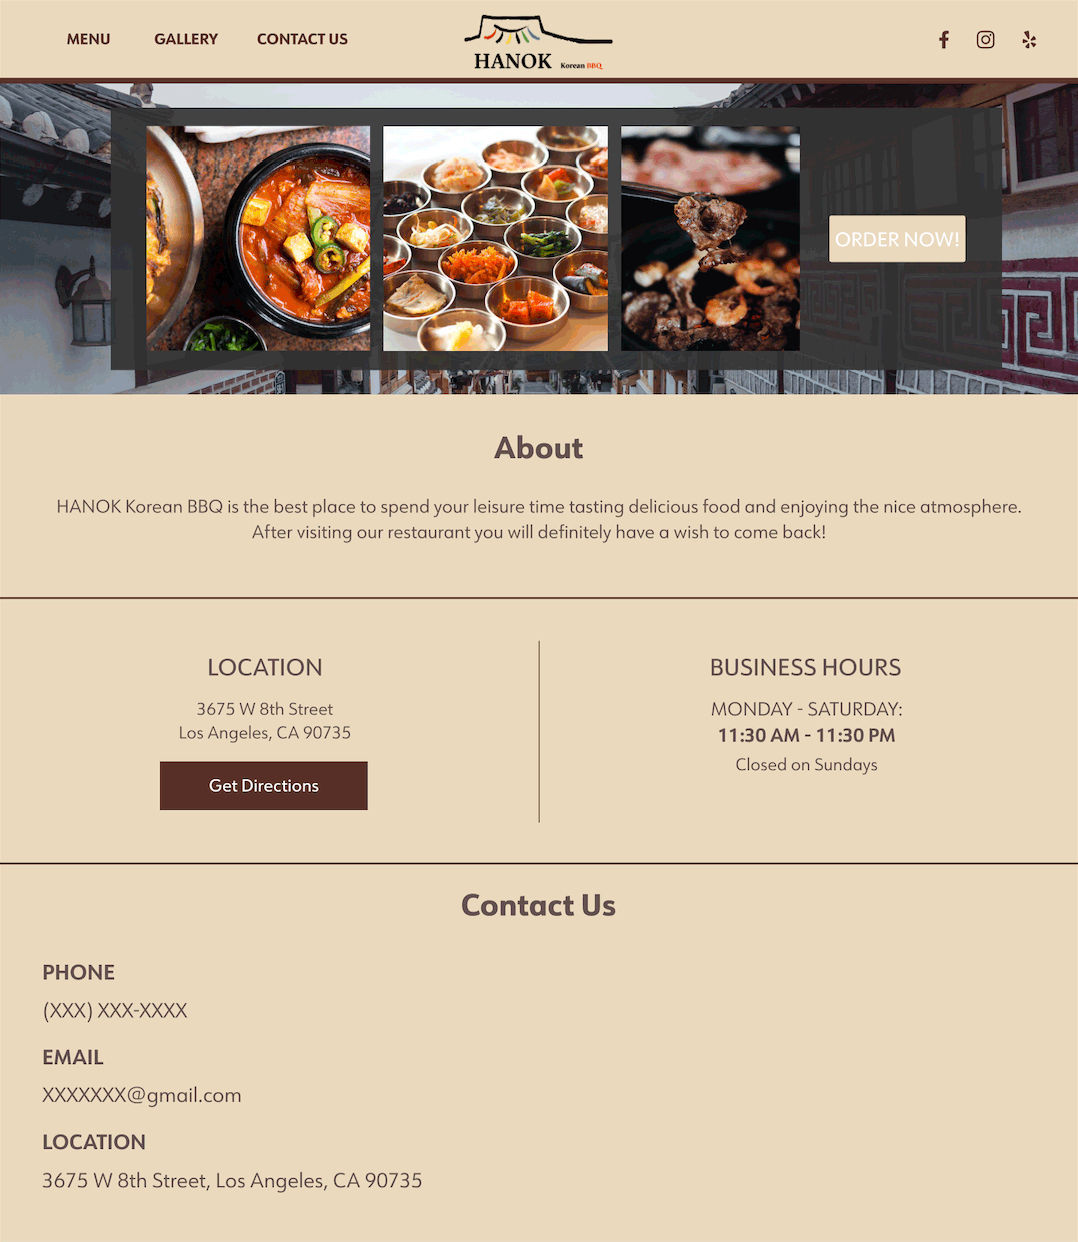 MENU
GALLERY
CONTACT US
HANOK Korean BBQ
ORDER NOW!
About
HANOK Korean BBQ is the best place to spend your leisure time tasting delicious food and enjoying the nice atmosphere.
After visiting our restaurant you will definitely have a wish to come back!
LOCATION
3675 W 8th Street
Los Angeles, CA 90735
Get Directions
BUSINESS HOURS
MONDAY - SATURDAY:
11:30 AM - 11:30 PM
Closed on Sundays
Contact Us
PHONE
(XXX) XXX-XXXX
EMAIL
XXXXXXX@gmail.com
LOCATION
3675 W 8th Street, Los Angeles, CA 90735